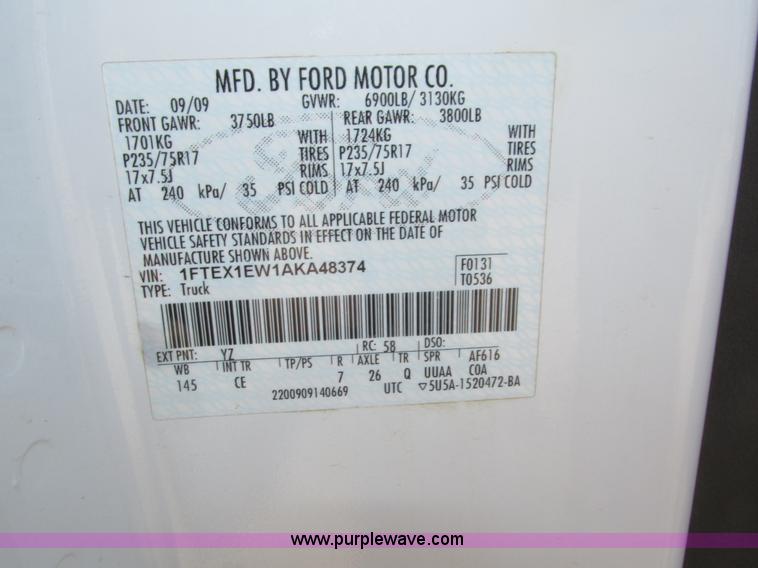 MFD. BY FORD MOTOR CO.
DATE: 09/09 GVWR: 6900LB/ 3130KG
FRONT GAWR: 3750LB REAR GAWR: 3800LB
1701KG WITH 1724KG WITH
P235/75R17 TIRES P235/75R17 TIRES
17x7.5J RIMS 17x7.5J RIMS
AT 240 kPa/ 35 PSI COLD AT 240 kPa/ 35 PSI COLD
THIS VEHICLE CONFORMS TO ALL APPLICABLE FEDERAL MOTOR
VEHICLE SAFETY STANDARDS IN EFFECT ON THE DATE OF
MANUFACTURE SHOWN ABOVE.
VIN: 1FTEX1EW1AKA48374 F0131
TYPE: Truck T0536
EXT PNT: YZ RC: 58 DSO:
WB INT TR TP/PS R AXLE TR SPR AF616
145 CE 7 26 Q UUAA COA
2200909140669 UTC ▽5U5A-1520472-BA
www.purplewave.com